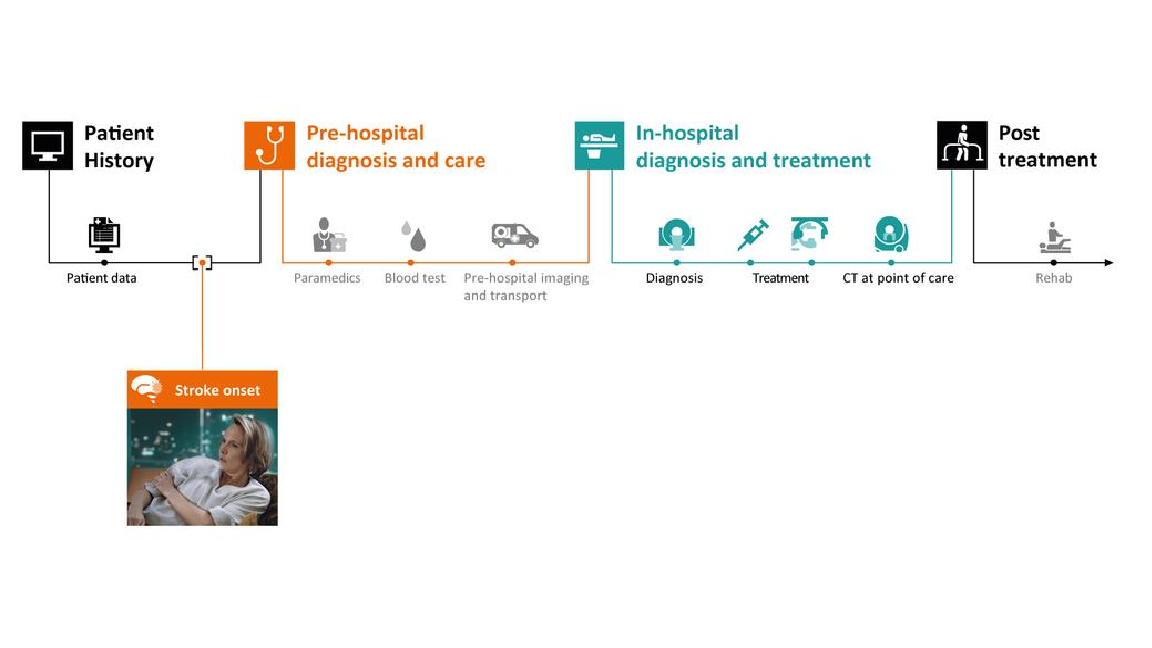 Patient
History
Pre-hospital
diagnosis and care
In-hospital
diagnosis and treatment
Post
treatment
Patient data
Paramedics
Blood test
Pre-hospital imaging
and transport
Diagnosis
Treatment
CT at point of care
Rehab
Stroke onset